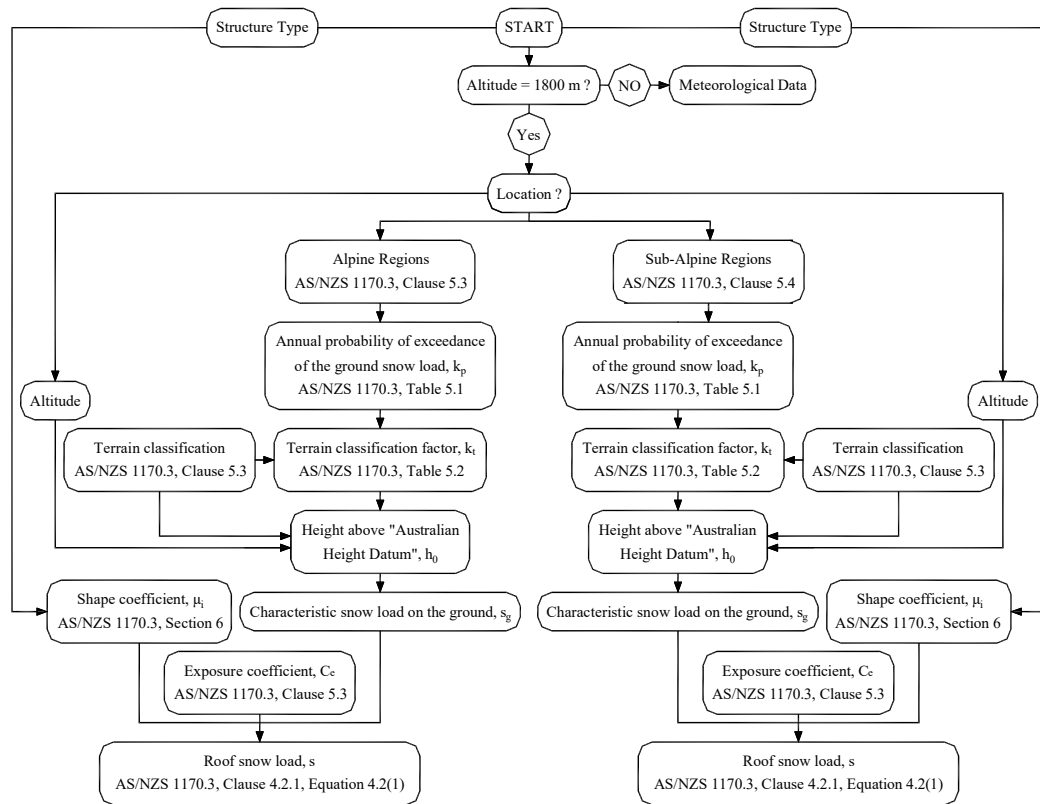 Structure Type
START
Structure Type
Altitude = 1800 m ?
NO
Meteorological Data
Yes
Location ?
Alpine Regions
AS/NZS 1170.3, Clause 5.3
Sub-Alpine Regions
AS/NZS 1170.3, Clause 5.4
Annual probability of exceedance
of the ground snow load, kₚ
AS/NZS 1170.3, Table 5.1
Annual probability of exceedance
of the ground snow load, kₚ
AS/NZS 1170.3, Table 5.1
Altitude
Altitude
Terrain classification
AS/NZS 1170.3, Clause 5.3
Terrain classification factor, kₜ
AS/NZS 1170.3, Table 5.2
Terrain classification factor, kₜ
AS/NZS 1170.3, Table 5.2
Terrain classification
AS/NZS 1170.3, Clause 5.3
Height above "Australian
Height Datum", h₀
Height above "Australian
Height Datum", h₀
Shape coefficient, μᵢ
AS/NZS 1170.3, Section 6
Characteristic snow load on the ground, s_g
Characteristic snow load on the ground, s_g
Shape coefficient, μᵢ
AS/NZS 1170.3, Section 6
Exposure coefficient, Cₑ
AS/NZS 1170.3, Clause 5.3
Exposure coefficient, Cₑ
AS/NZS 1170.3, Clause 5.3
Roof snow load, s
AS/NZS 1170.3, Clause 4.2.1, Equation 4.2(1)
Roof snow load, s
AS/NZS 1170.3, Clause 4.2.1, Equation 4.2(1)